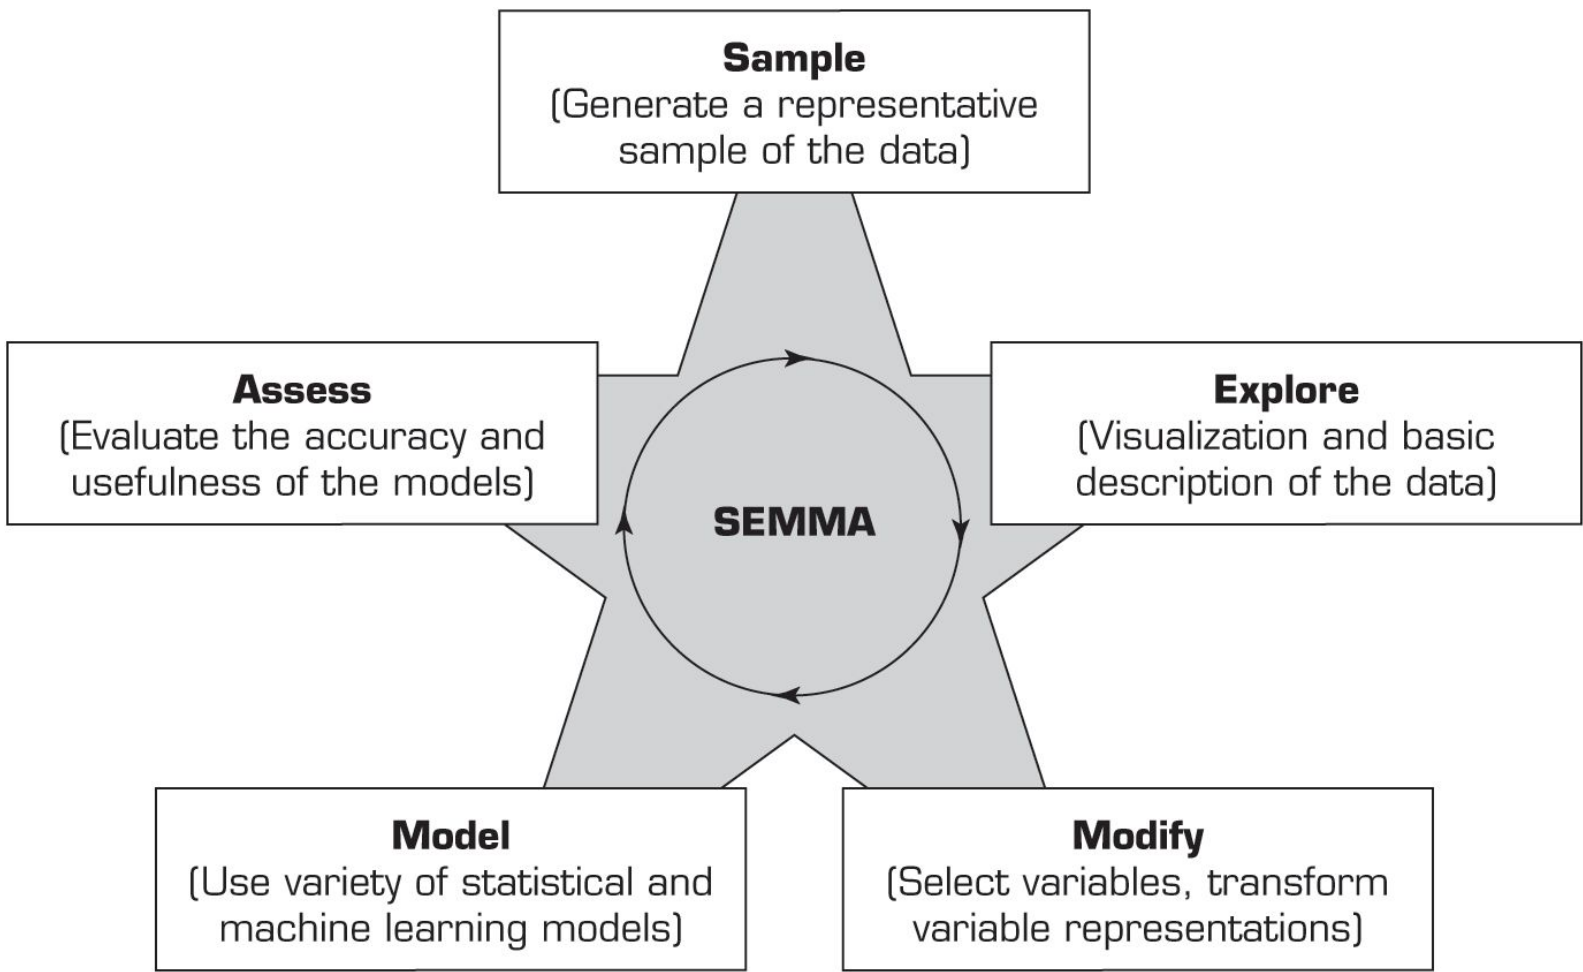 Sample
(Generate a representative
sample of the data)
Assess
(Evaluate the accuracy and
usefulness of the models)
Explore
(Visualization and basic
description of the data)
SEMMA
Model
(Use variety of statistical and
machine learning models)
Modify
(Select variables, transform
variable representations)